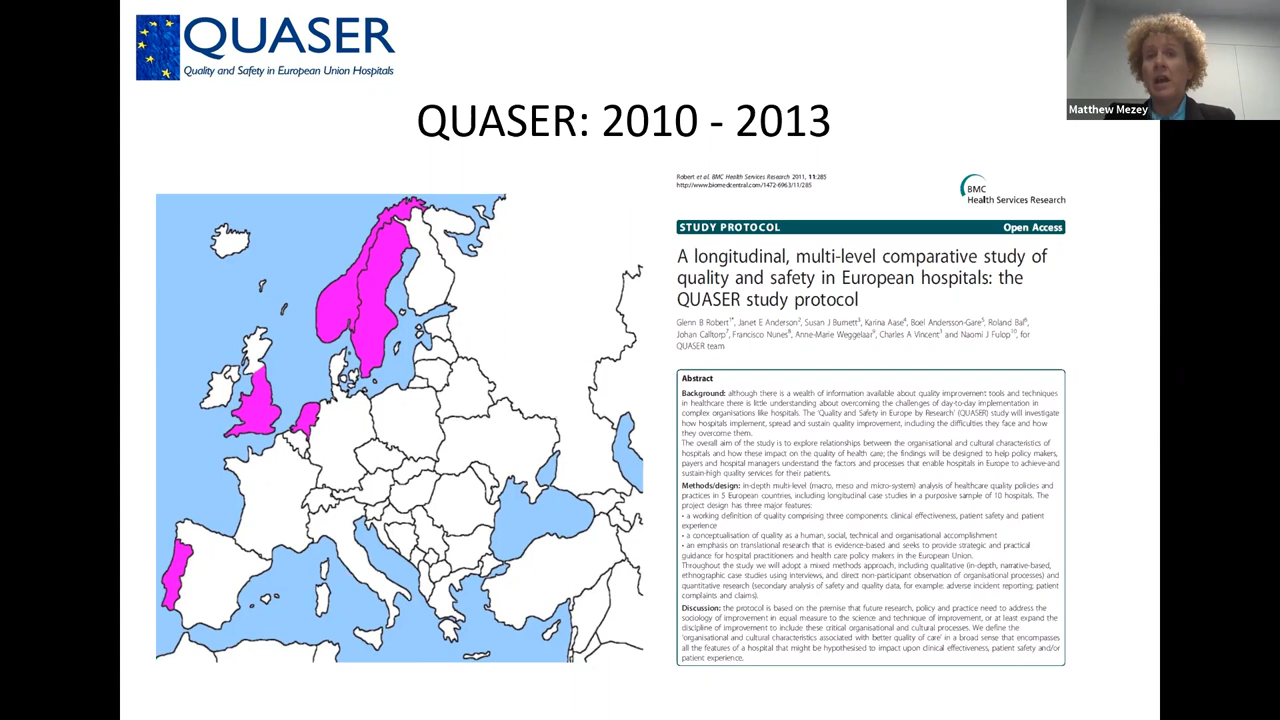 QUASER
Quality and Safety in European Union Hospitals
Matthew Mezey
QUASER: 2010 - 2013
Robert et al. BMC Health Services Research 2011, 11:285
http://www.biomedcentral.com/1472-6963/11/285
BMC
Health Services Research
STUDY PROTOCOL Open Access
A longitudinal, multi-level comparative study of
quality and safety in European hospitals: the
QUASER study protocol
Glenn B Robert1*, Janet E Anderson2, Susan J Burnett3, Karina Aase4, Boel Andersson-Gare5, Roland Bal6,
Johan Calltorp7, Francisco Nunes8, Anne-Marie Weggelaar9, Charles A Vincent3 and Naomi J Fulop10, for
QUASER team
Abstract
Background: although there is a wealth of information available about quality improvement tools and techniques
in healthcare there is little understanding about overcoming the challenges of day-to-day implementation in
complex organisations like hospitals. The 'Quality and Safety in Europe by Research' (QUASER) study will investigate
how hospitals implement, spread and sustain quality improvement, including the difficulties they face and how
they overcome them.
The overall aim of the study is to explore relationships between the organisational and cultural characteristics of
hospitals and how these impact on the quality of health care; the findings will be designed to help policy makers,
payers and hospital managers understand the factors and processes that enable hospitals in Europe to achieve-and
sustain-high quality services for their patients.
Methods/design: in-depth multi-level (macro, meso and micro-system) analysis of healthcare quality policies and
practices in 5 European countries, including longitudinal case studies in a purposive sample of 10 hospitals. The
project design has three major features:
• a working definition of quality comprising three components: clinical effectiveness, patient safety and patient
experience
• a conceptualisation of quality as a human, social, technical and organisational accomplishment
• an emphasis on translational research that is evidence-based and seeks to provide strategic and practical
guidance for hospital practitioners and health care policy makers in the European Union.
Throughout the study we will adopt a mixed methods approach, including qualitative (in-depth, narrative-based,
ethnographic case studies using interviews, and direct non-participant observation of organisational processes) and
quantitative research (secondary analysis of safety and quality data, for example: adverse incident reporting; patient
complaints and claims).
Discussion: the protocol is based on the premise that future research, policy and practice need to address the
sociology of improvement in equal measure to the science and technique of improvement, or at least expand the
discipline of improvement to include these critical organisational and cultural processes. We define the
'organisational and cultural characteristics associated with better quality of care' in a broad sense that encompasses
all the features of a hospital that might be hypothesised to impact upon clinical effectiveness, patient safety and/or
patient experience.